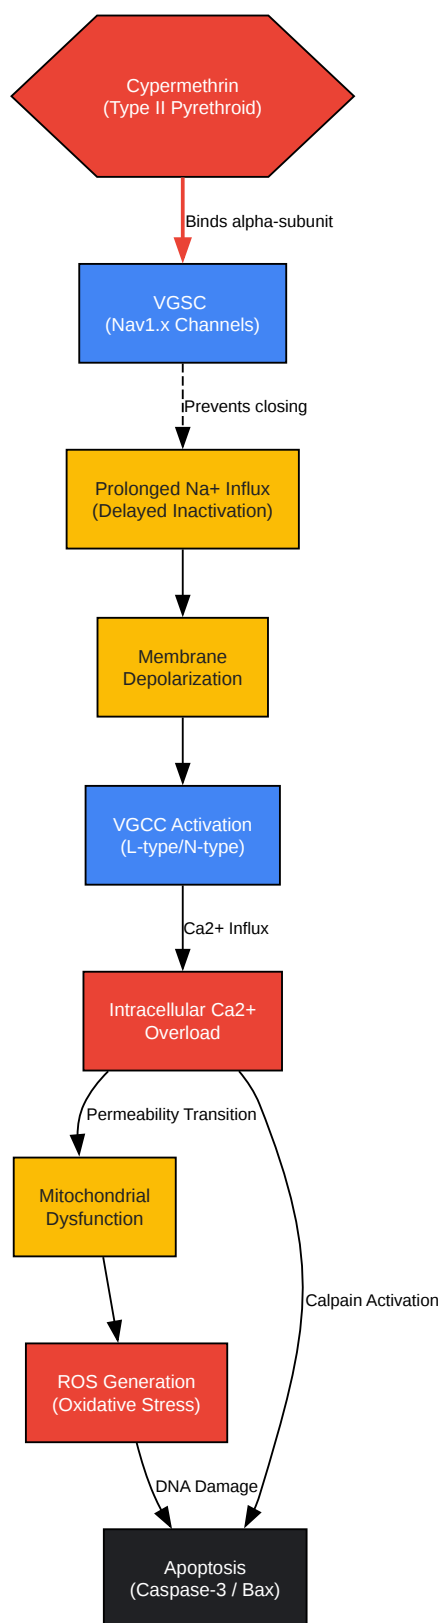 Cypermethrin
(Type II Pyrethroid)
Binds alpha-subunit
VGSC
(Nav1.x Channels)
Prevents closing
Prolonged Na+ Influx
(Delayed Inactivation)
Membrane
Depolarization
VGCC Activation
(L-type/N-type)
Ca2+ Influx
Intracellular Ca2+
Overload
Permeability Transition
Mitochondrial
Dysfunction
Calpain Activation
ROS Generation
(Oxidative Stress)
DNA Damage
Apoptosis
(Caspase-3 / Bax)